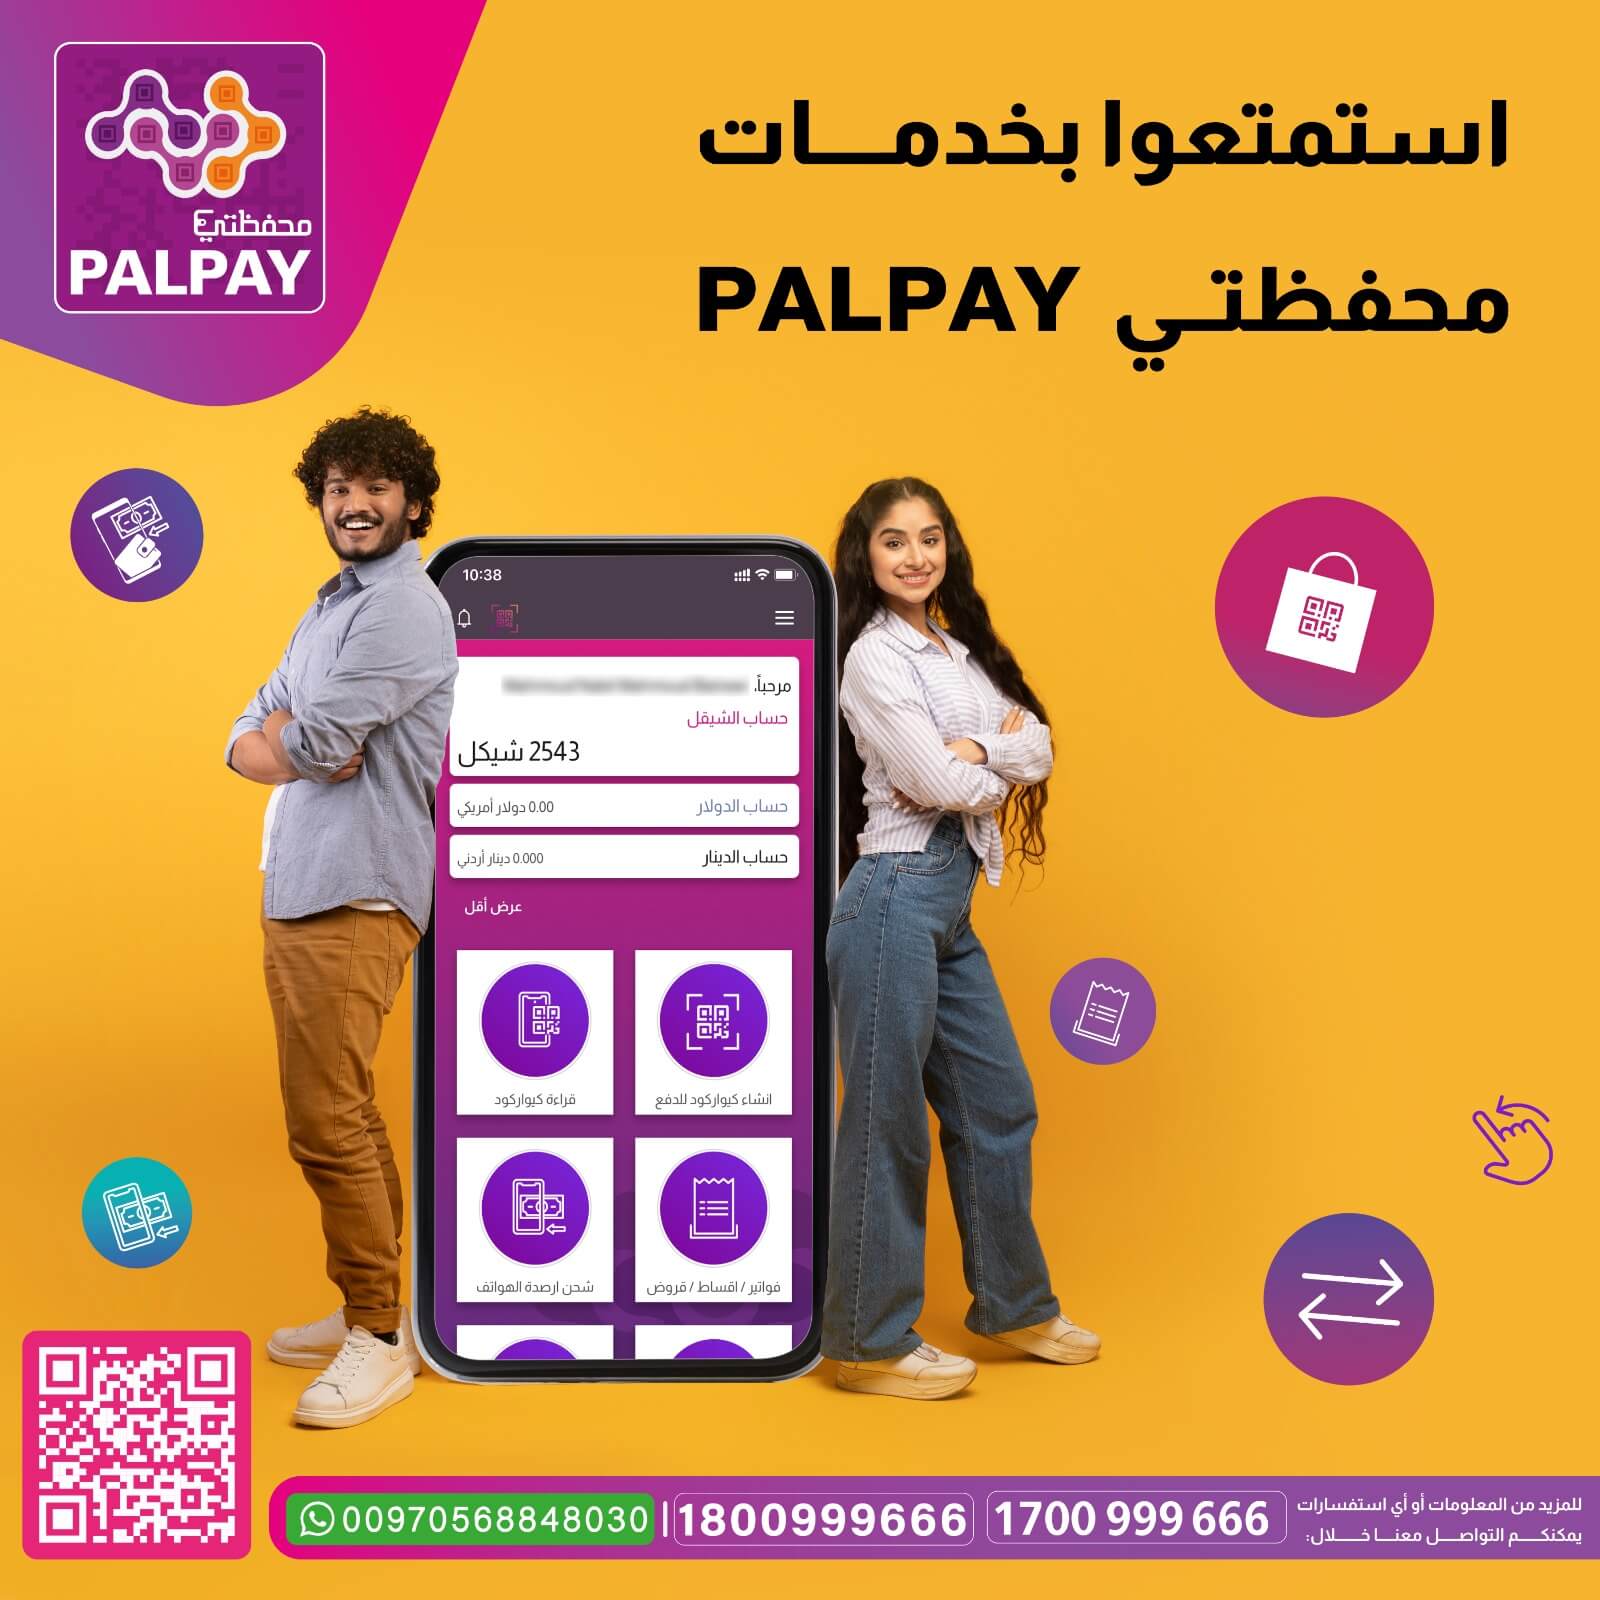 محفظتي
PALPAY
استمتعوا بخدمــات
محفظتـي PALPAY
10:38
مرحباً،
حساب الشيقل
2543 شيكل
حساب الدولار 0.00 دولار أمريكي
حساب الدينار 0.000 دينار أردني
عرض أقل
انشاء كيواركود للدفع
قراءة كيواركود
فواتير / اقساط / قروض
شحن ارصدة الهواتف
للمزيد من المعلومات أو أي استفسارات
يمكنكـم التواصـل معنـا خـلال:
1700 999 666
1800999666
00970568848030